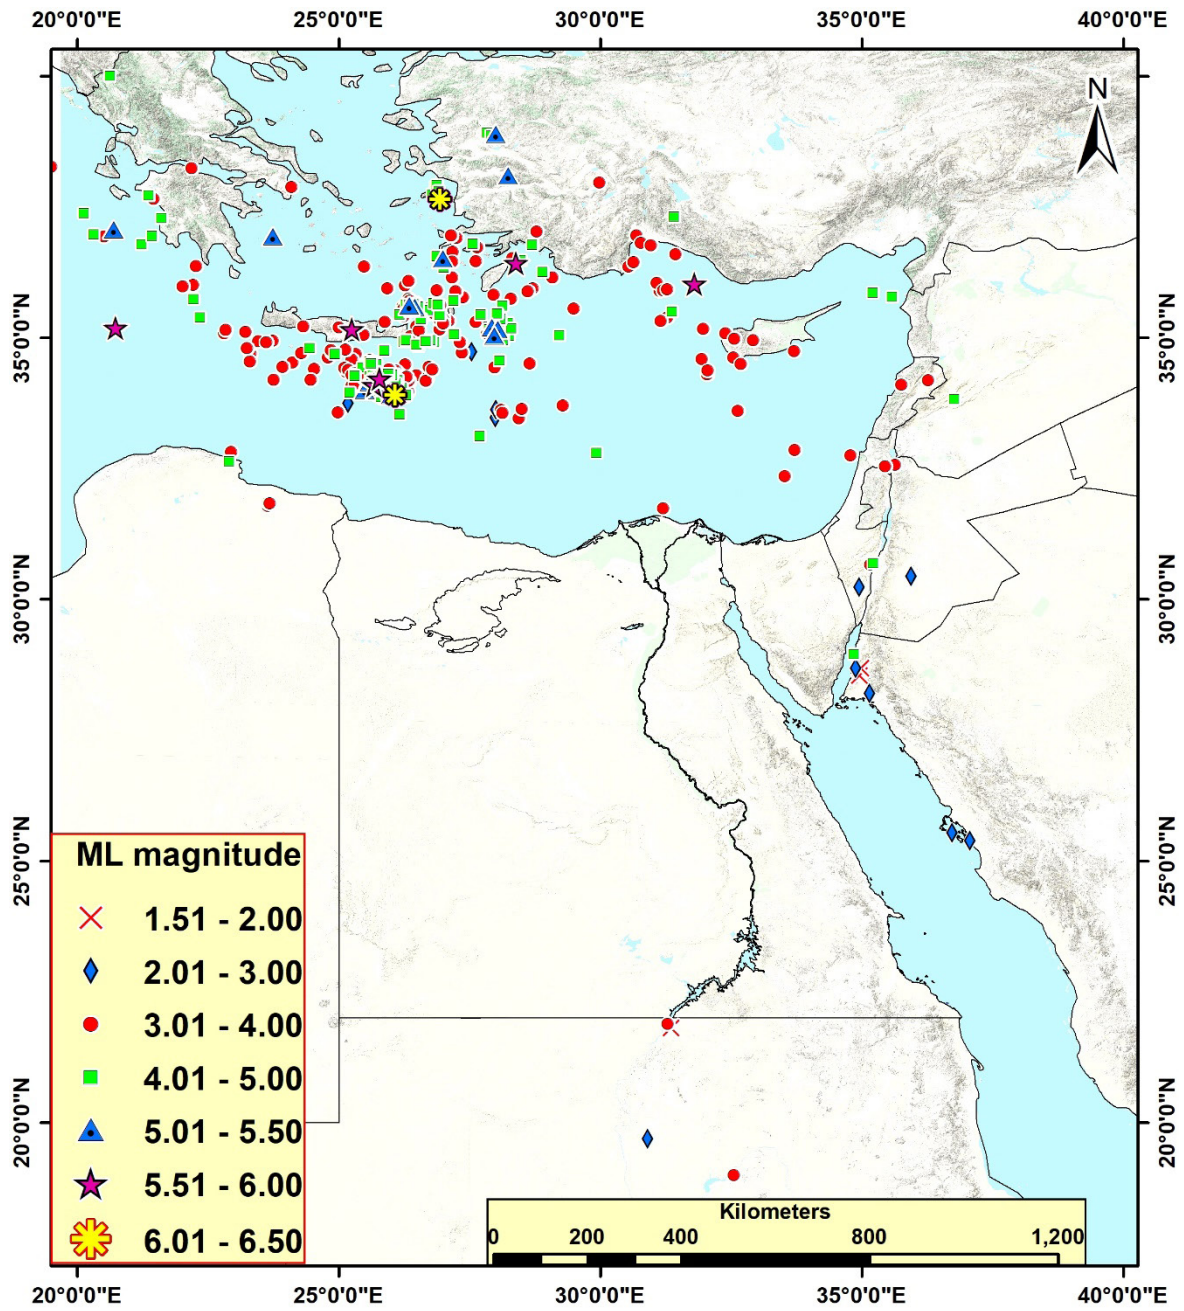 20°0'0"E 25°0'0"E 30°0'0"E 35°0'0"E 40°0'0"E
N
35°0'0"N 35°0'0"N
30°0'0"N 30°0'0"N
25°0'0"N 25°0'0"N
20°0'0"N 20°0'0"N
ML magnitude
1.51 - 2.00
2.01 - 3.00
3.01 - 4.00
4.01 - 5.00
5.01 - 5.50
5.51 - 6.00
6.01 - 6.50
Kilometers
0 200 400 800 1,200
20°0'0"E 25°0'0"E 30°0'0"E 35°0'0"E 40°0'0"E